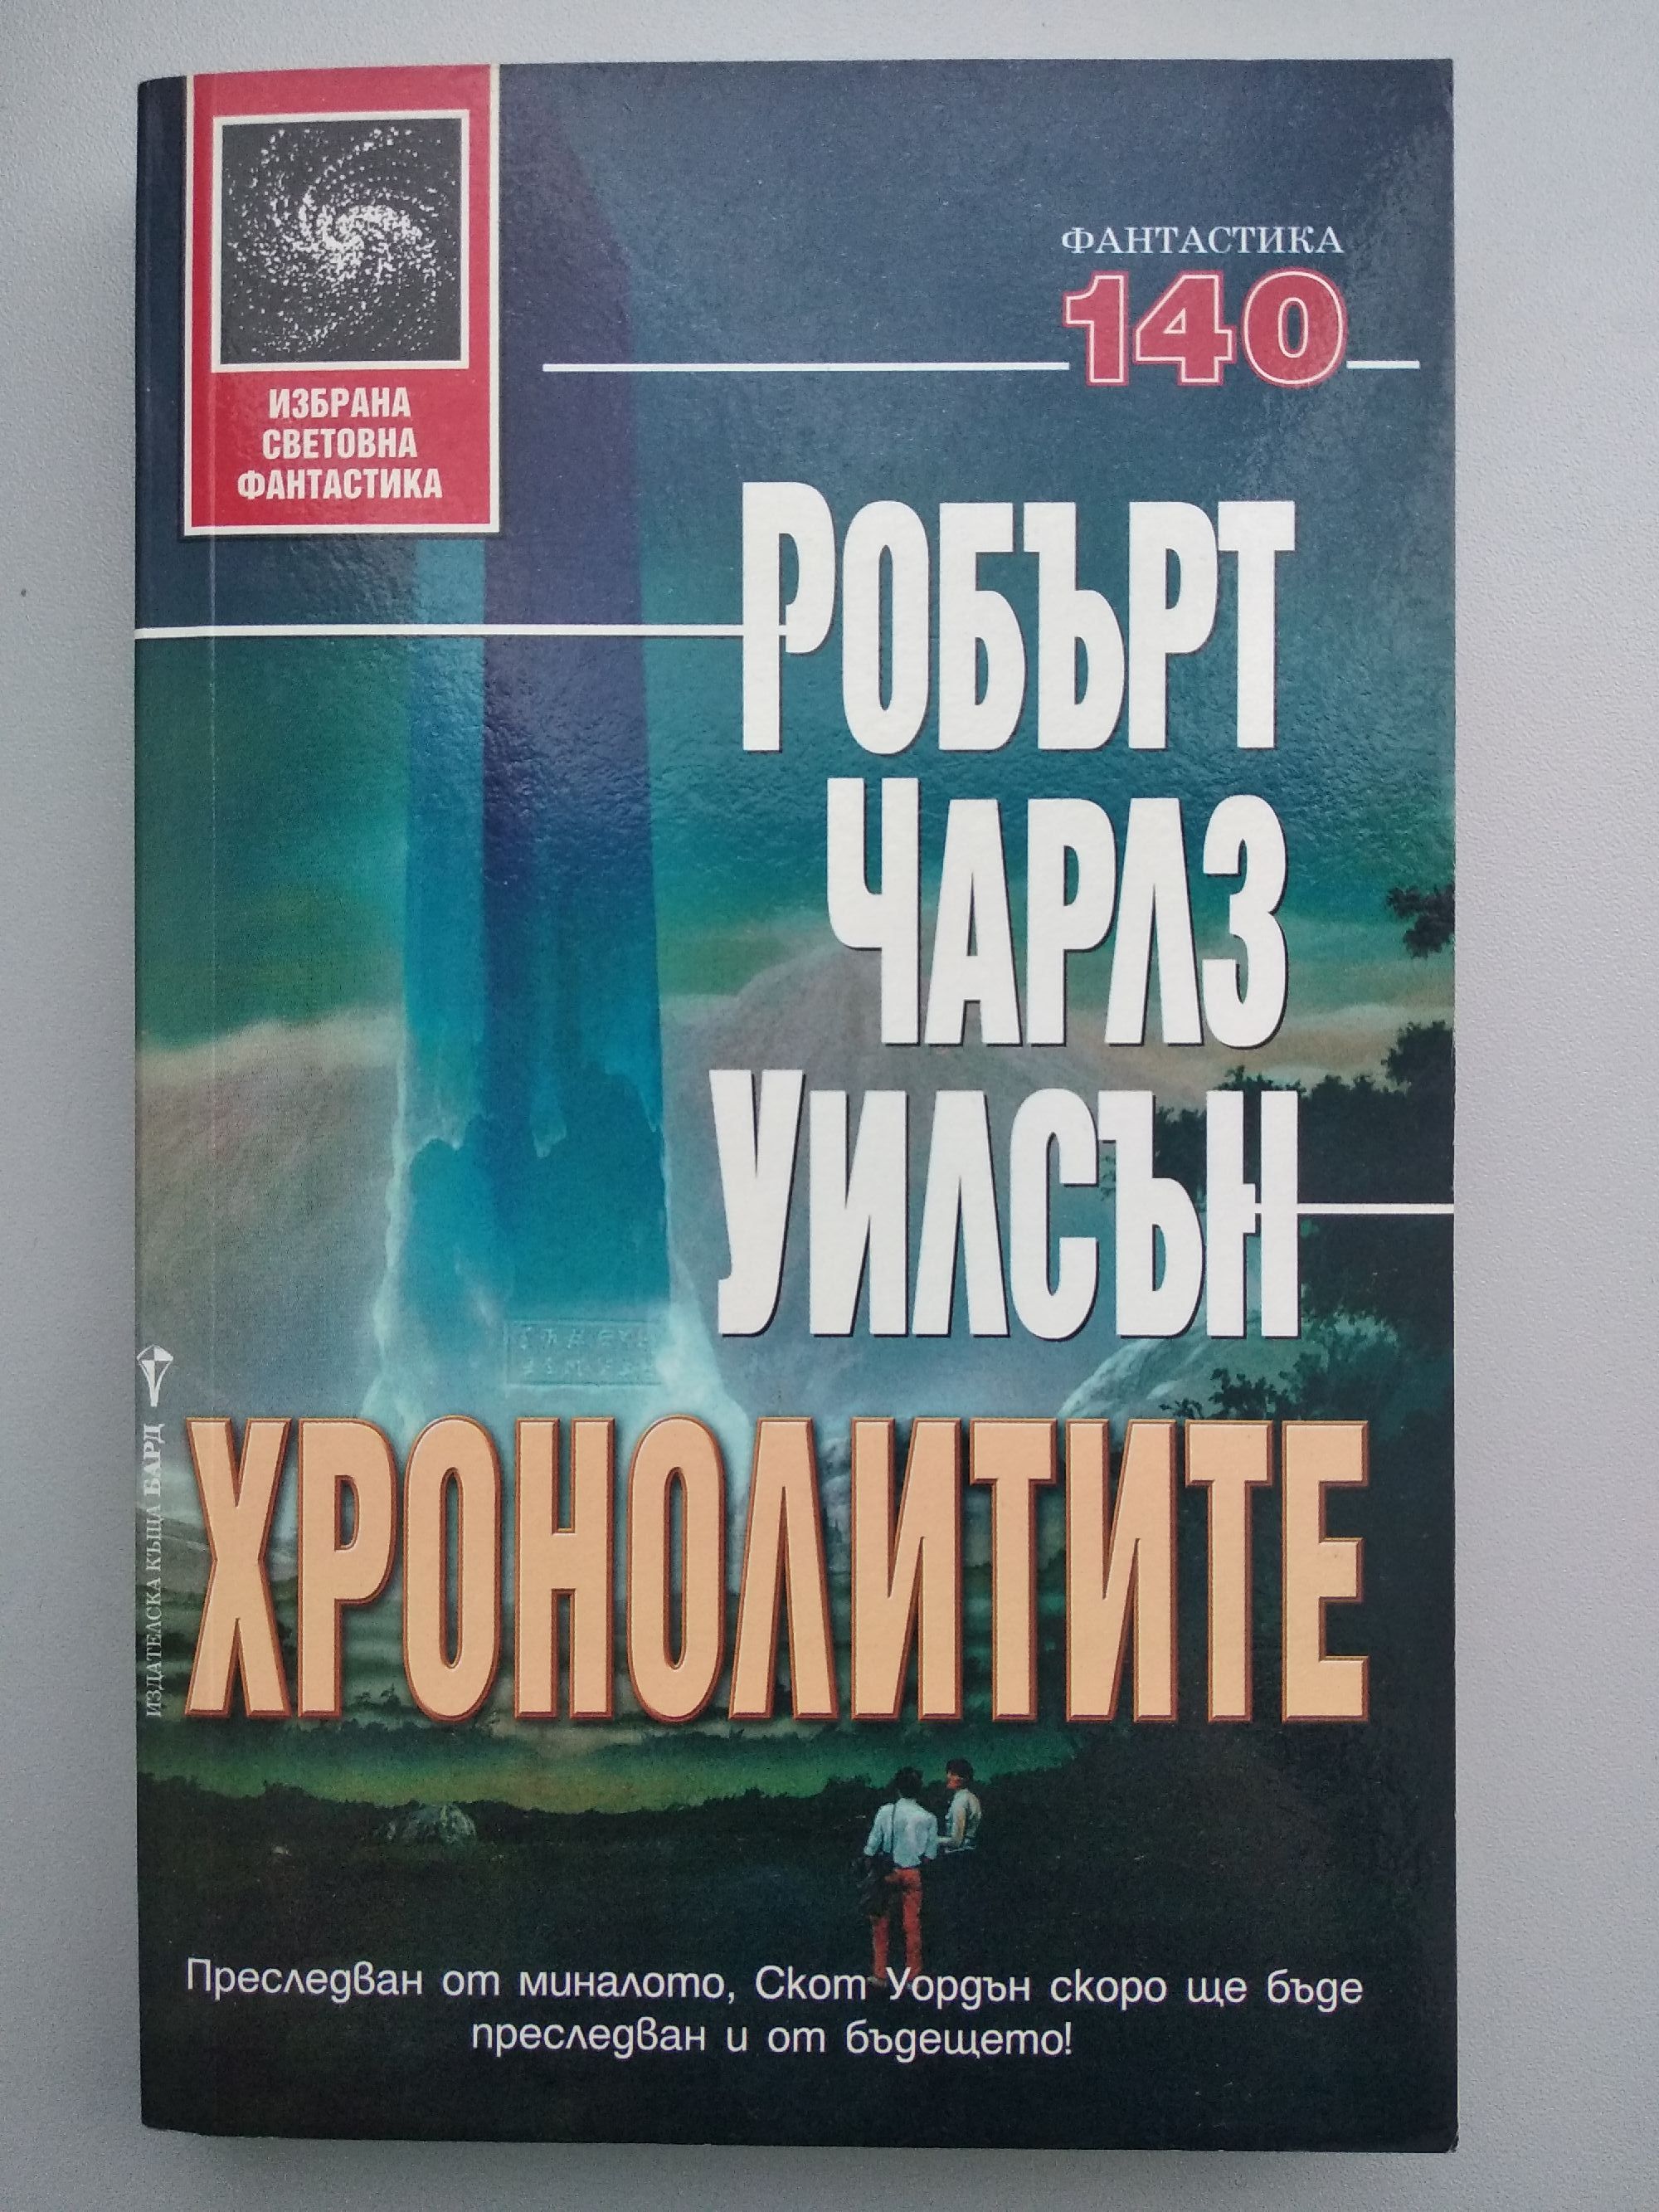 ИЗБРАНА
СВЕТОВНА
ФАНТАСТИКА
ФАНТАСТИКА
140
РОБЪРТ
ЧАРЛЗ
УИЛСЪН
ХРОНОЛИТИТЕ
ИЗДАТЕЛСКА КЪЩА БАРД
Преследван от миналото, Скот Уордън скоро ще бъде
преследван и от бъдещето!